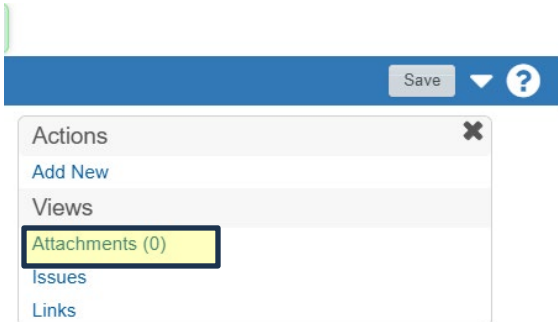 Save ?
Actions
Add New
Views
Attachments (0)
Issues
Links